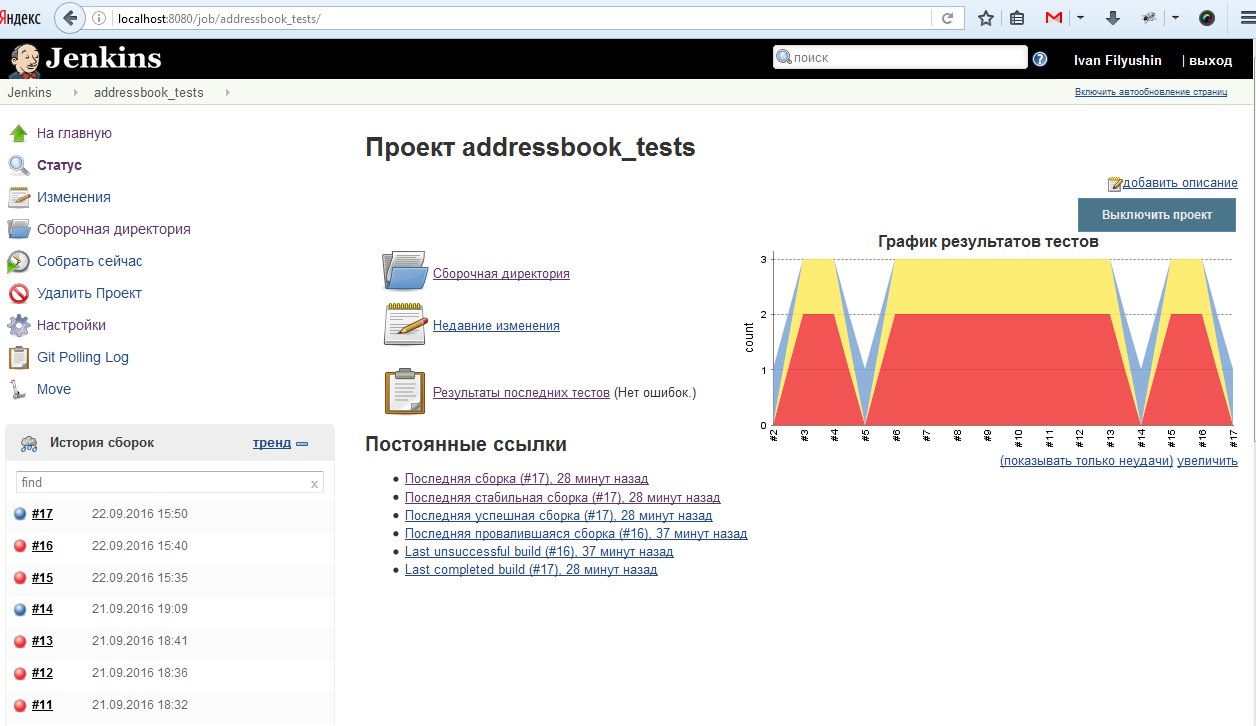 Яндекс
localhost:8080/job/addressbook_tests/
Jenkins
поиск
Ivan Filyushin
| выход
Jenkins
addressbook_tests
Включить автообновление страниц
На главную
Статус
Изменения
Сборочная директория
Собрать сейчас
Удалить Проект
Настройки
Git Polling Log
Move
История сборок
тренд
find
x
#17 22.09.2016 15:50
#16 22.09.2016 15:40
#15 22.09.2016 15:35
#14 21.09.2016 19:09
#13 21.09.2016 18:41
#12 21.09.2016 18:36
#11 21.09.2016 18:32
Проект addressbook_tests
добавить описание
Выключить проект
Сборочная директория
Недавние изменения
Результаты последних тестов (Нет ошибок.)
График результатов тестов
count
3
2
1
0
#2 #3 #4 #5 #6 #7 #8 #9 #10 #11 #12 #13 #14 #15 #16 #17
(показывать только неудачи) увеличить
Постоянные ссылки
Последняя сборка (#17), 28 минут назад
Последняя стабильная сборка (#17), 28 минут назад
Последняя успешная сборка (#17), 28 минут назад
Последняя провалившаяся сборка (#16), 37 минут назад
Last unsuccessful build (#16), 37 минут назад
Last completed build (#17), 28 минут назад